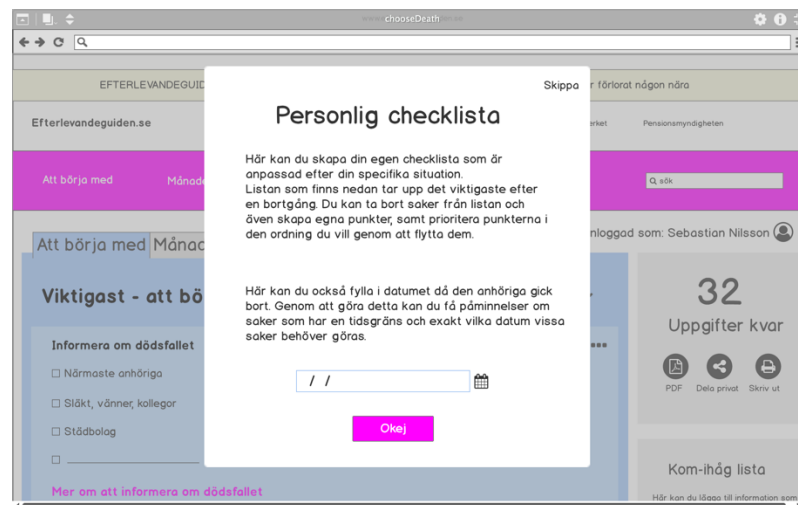 chooseDeath
EFTERLEVANDEGUID
r förlorat någon nära
Efterlevandeguiden.se
Pensionsmyndigheten
Att börja med
Månad
sök
Skippa
Personlig checklista
Här kan du skapa din egen checklista som är
anpassad efter din specifika situation.
Listan som finns nedan tar upp det viktigaste efter
en bortgång. Du kan ta bort saker från listan och
även skapa egna punkter, samt prioritera punkterna i
den ordning du vill genom att flytta dem.
Här kan du också fylla i datumet då den anhöriga gick
bort. Genom att göra detta kan du få påminnelser om
saker som har en tidsgräns och exakt vilka datum vissa
saker behöver göras.
/ /
Okej
nloggad som: Sebastian Nilsson
Att börja med
Månad
Viktigast - att bö
Informera om dödsfallet
Närmaste anhöriga
Släkt, vänner, kollegor
Städbolag
Mer om att informera om dödsfallet
32
Uppgifter kvar
PDF
Dela privat
Skriv ut
Kom-ihåg lista
Här kan du lägga till information som